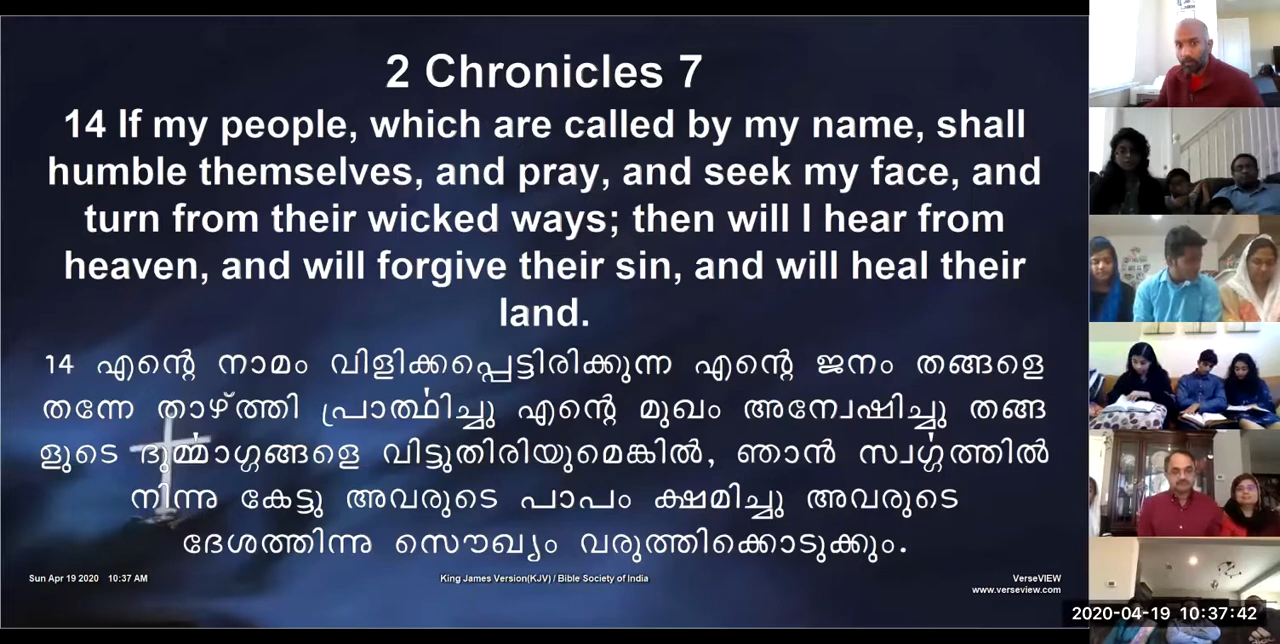 2 Chronicles 7
14 If my people, which are called by my name, shall
humble themselves, and pray, and seek my face, and
turn from their wicked ways; then will I hear from
heaven, and will forgive their sin, and will heal their
land.
14 എന്റെ നാമം വിളിക്കപ്പെട്ടിരിക്കുന്ന എന്റെ ജനം തങ്ങളെ
തന്നേ താഴ്ത്തി പ്രാൎത്ഥിച്ചു എന്റെ മുഖം അന്വേഷിച്ചു തങ്ങ
ളുടെ ദുൎമ്മാഗ്ഗങ്ങളെ വിട്ടുതിരിയുമെങ്കിൽ, ഞാൻ സ്വൎഗ്ഗത്തിൽ
നിന്നു കേട്ടു അവരുടെ പാപം ക്ഷമിച്ചു അവരുടെ
ദേശത്തിന്നു സൌഖ്യം വരുത്തിക്കൊടുക്കും.
Sun Apr 19 2020 10:37 AM
King James Version(KJV) / Bible Society of India
VerseVIEW
www.verseview.com
2020-04-19 10:37:42